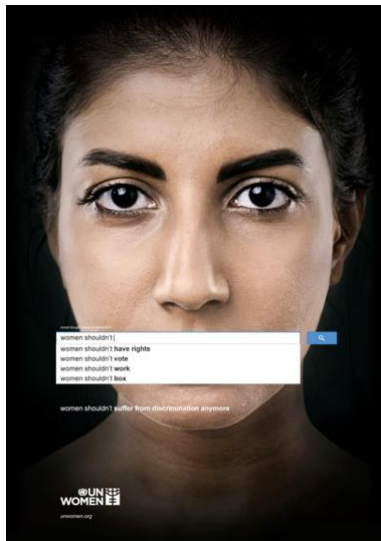 women shouldn't
women shouldn't have rights
women shouldn't vote
women shouldn't work
women shouldn't box
women shouldn't suffer from discrimination anymore
UN
WOMEN
unwomen.org